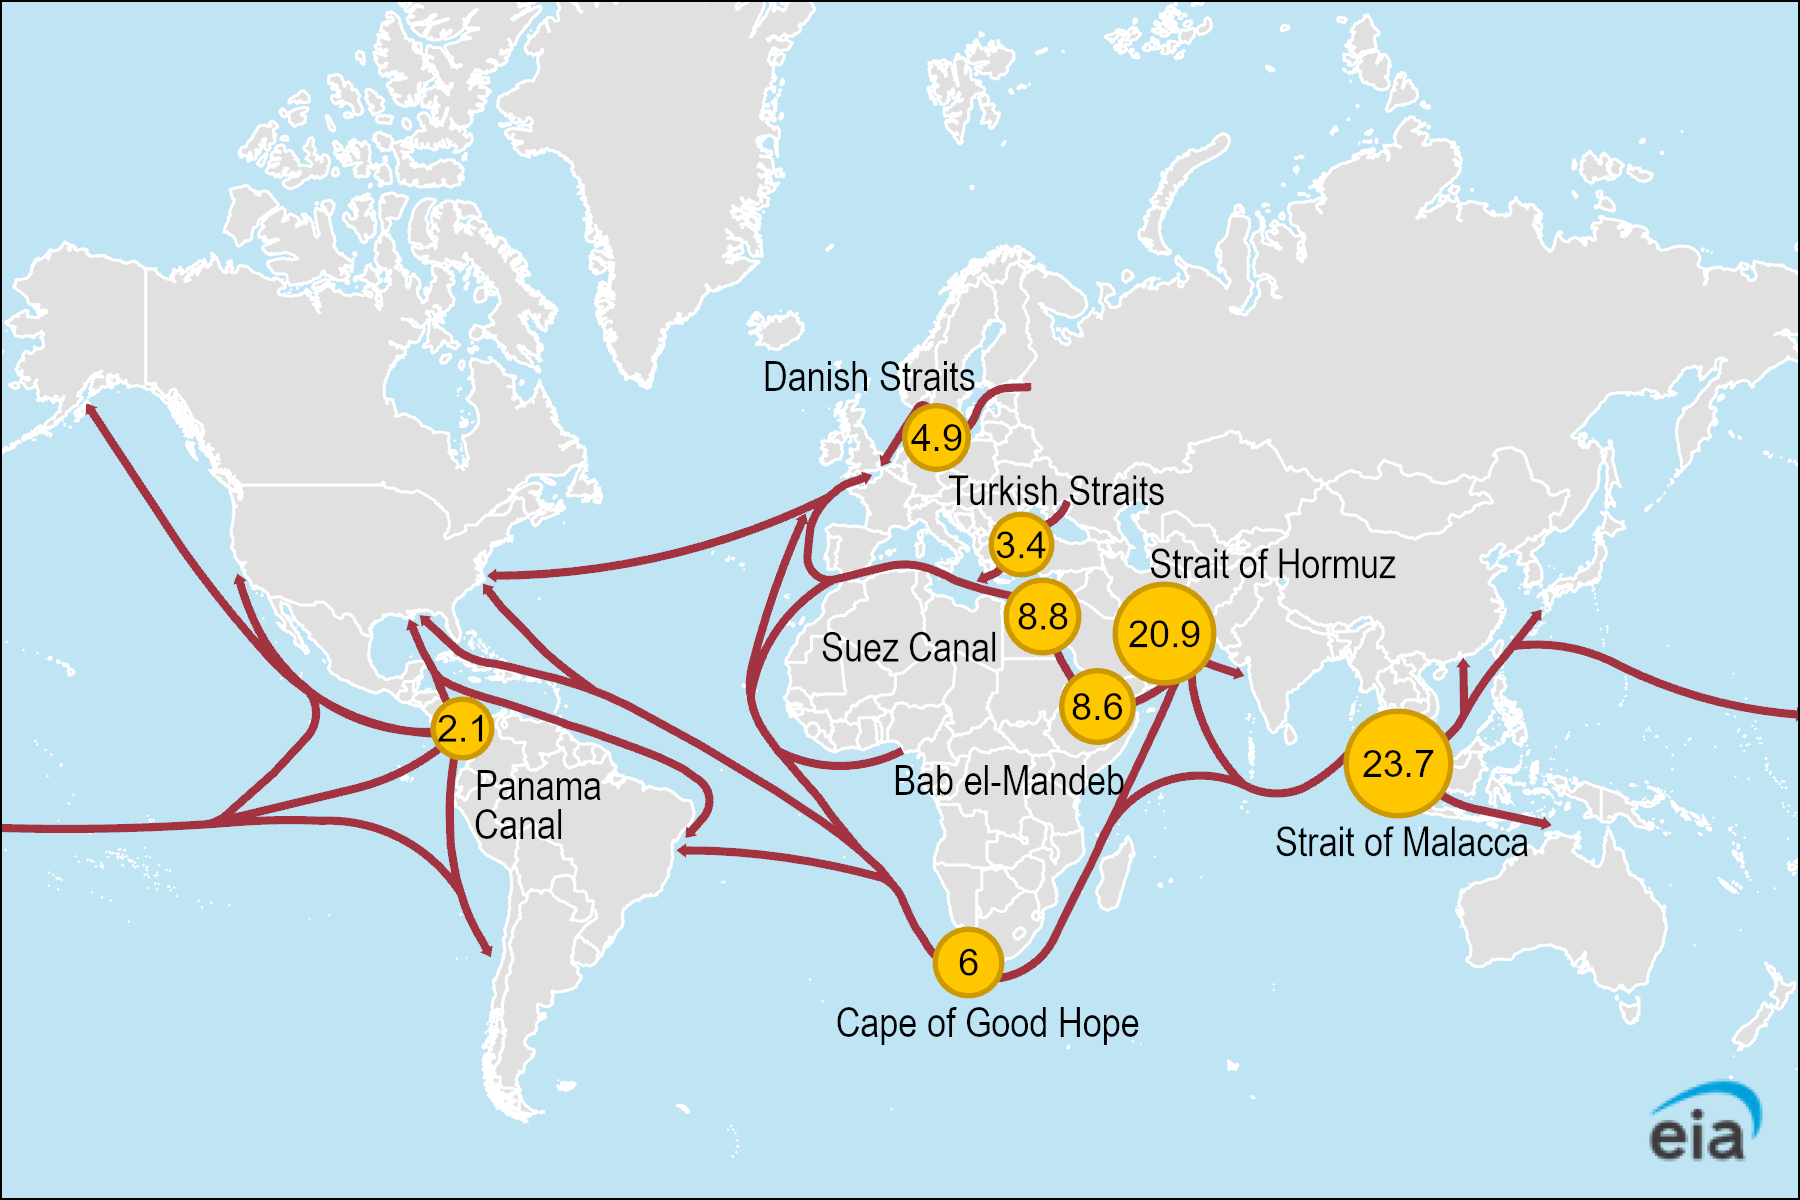 Danish Straits
4.9
Turkish Straits
3.4
Strait of Hormuz
8.8
20.9
Suez Canal
8.6
2.1
23.7
Panama
Canal
Bab el-Mandeb
Strait of Malacca
6
Cape of Good Hope
eia